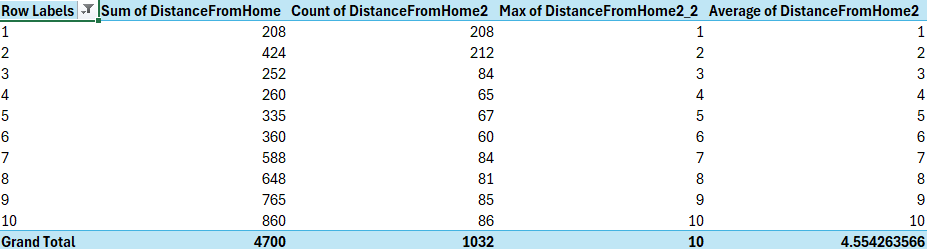 Row Labels Sum of DistanceFromHome Count of DistanceFromHome2 Max of DistanceFromHome2_2 Average of DistanceFromHome2
1 208 208 1 1
2 424 212 2 2
3 252 84 3 3
4 260 65 4 4
5 335 67 5 5
6 360 60 6 6
7 588 84 7 7
8 648 81 8 8
9 765 85 9 9
10 860 86 10 10
Grand Total 4700 1032 10 4.554263566